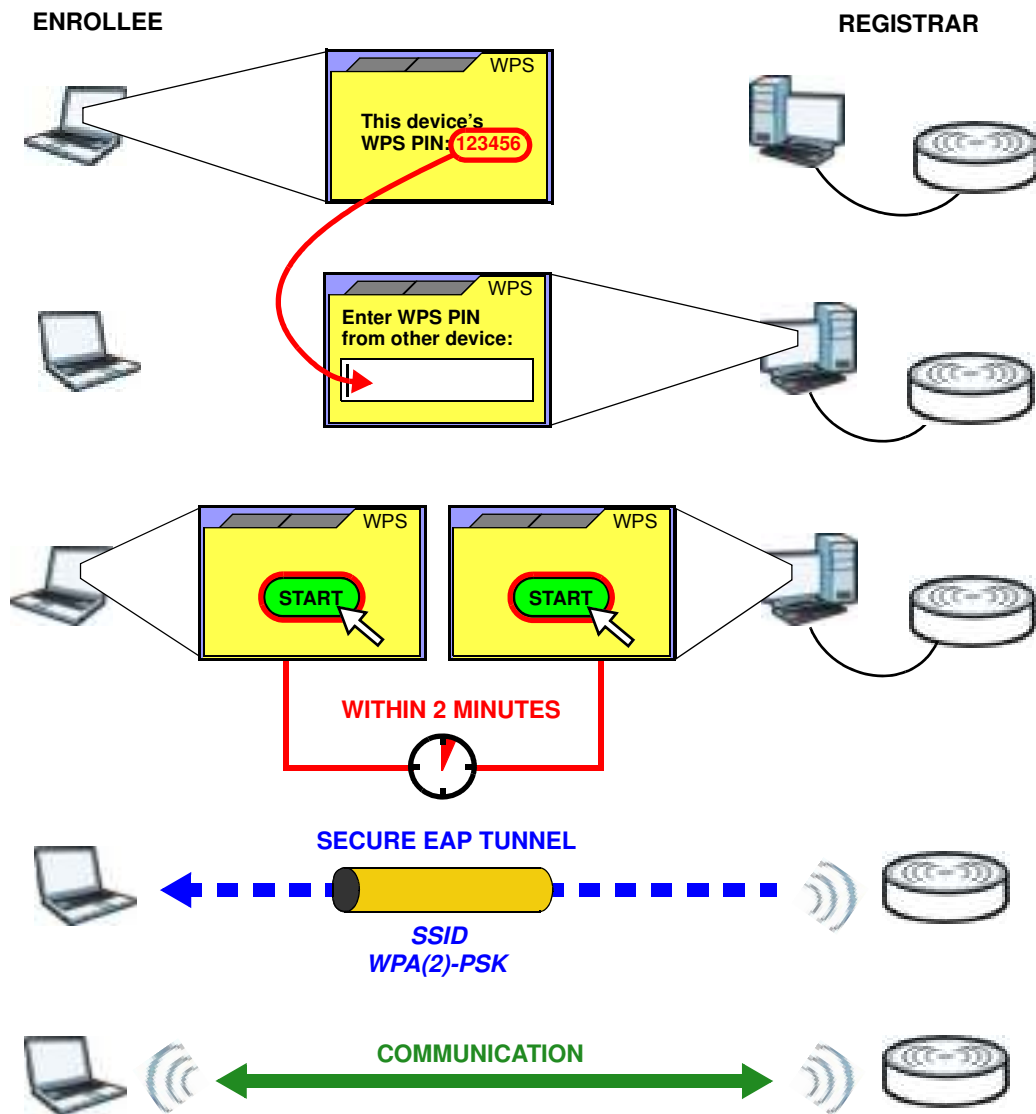 ENROLLEE
REGISTRAR
WPS
This device's
WPS PIN: 123456
WPS
Enter WPS PIN
from other device:
WPS
START
WPS
START
WITHIN 2 MINUTES
SECURE EAP TUNNEL
SSID
WPA(2)-PSK
COMMUNICATION